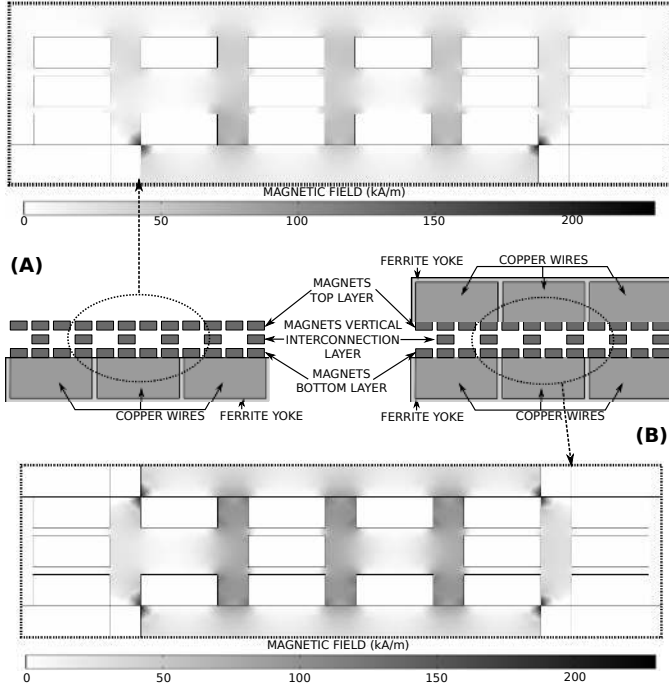 MAGNETIC FIELD (kA/m)
0 50 100 150 200
(A)
FERRITE YOKE
COPPER WIRES
MAGNETS
TOP LAYER
MAGNETS VERTICAL
INTERCONNECTION
LAYER
MAGNETS
BOTTOM LAYER
COPPER WIRES
FERRITE YOKE
COPPER WIRES
FERRITE YOKE
(B)
MAGNETIC FIELD (kA/m)
0 50 100 150 200